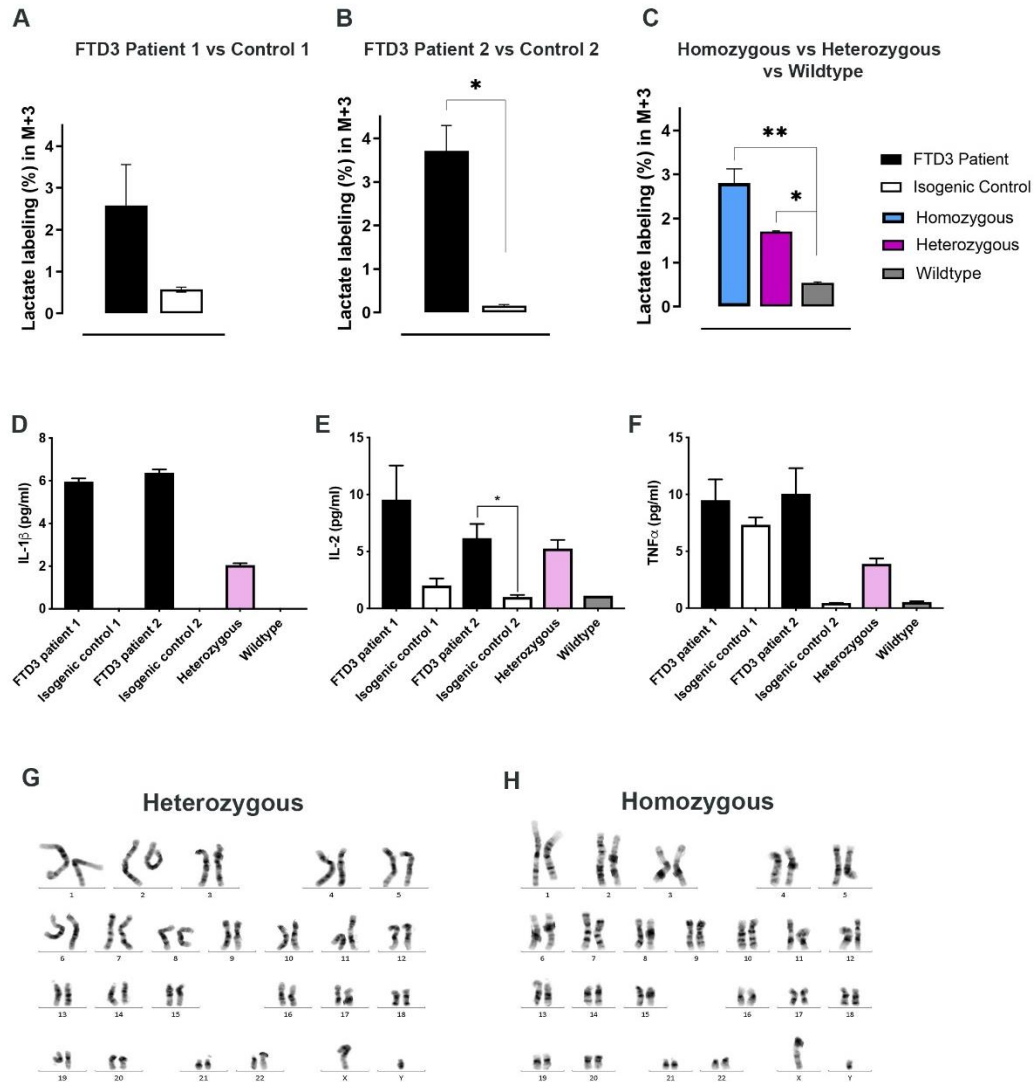 A
FTD3 Patient 1 vs Control 1
Lactate labeling (%) in M+3
4
3
2
1
0
B
FTD3 Patient 2 vs Control 2
Lactate labeling (%) in M+3
4
3
2
1
0
*
C
Homozygous vs Heterozygous
vs Wildtype
Lactate labeling (%) in M+3
4
3
2
1
0
**
*
FTD3 Patient
Isogenic Control
Homozygous
Heterozygous
Wildtype
D
IL-1β (pg/ml)
8
6
4
2
0
FTD3 patient 1
Isogenic control 1
FTD3 patient 2
Isogenic control 2
Heterozygous
Wildtype
E
IL-2 (pg/ml)
15
10
5
0
*
FTD3 patient 1
Isogenic control 1
FTD3 patient 2
Isogenic control 2
Heterozygous
Wildtype
F
TNFα (pg/ml)
15
10
5
0
FTD3 patient 1
Isogenic control 1
FTD3 patient 2
Isogenic control 2
Heterozygous
Wildtype
G
Heterozygous
1 2 3 4 5
6 7 8 9 10 11 12
13 14 15 16 17 18
19 20 21 22 X Y
H
Homozygous
1 2 3 4 5
6 7 8 9 10 11 12
13 14 15 16 17 18
19 20 21 22 X Y